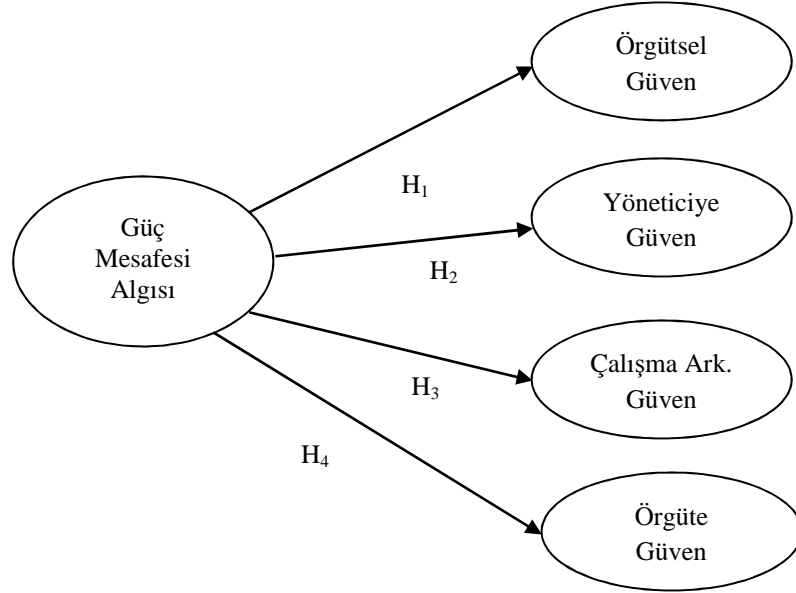 Örgütsel
Güven
H1
Yöneticiye
Güven
Güç
Mesafesi
Algısı
H2
Çalışma Ark.
Güven
H3
H4
Örgüte
Güven